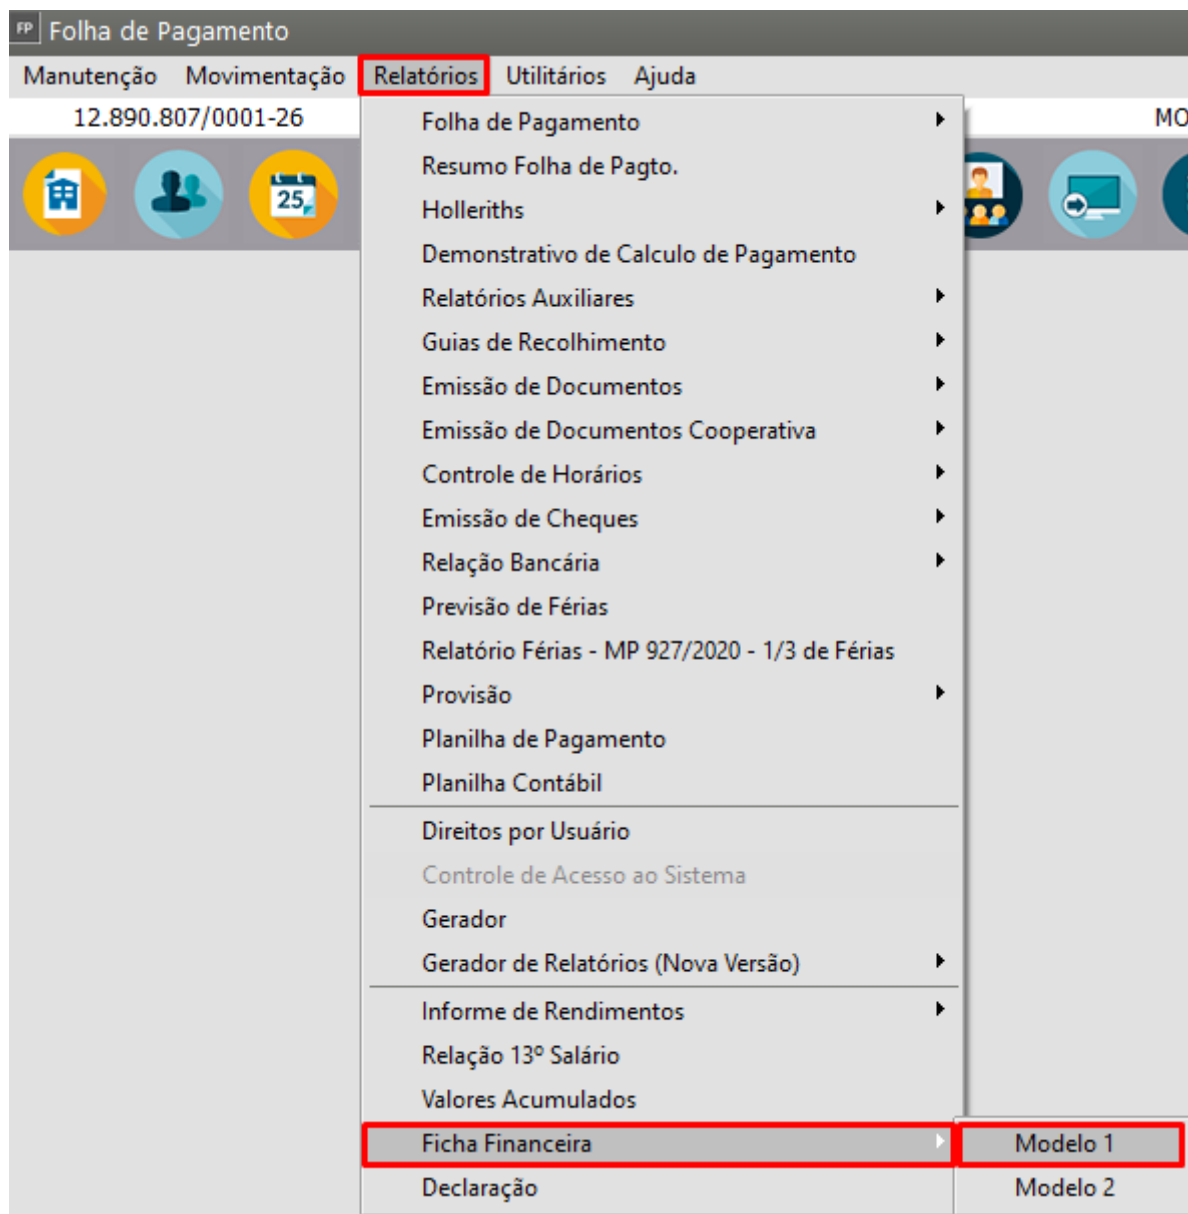 FP Folha de Pagamento
Manutenção Movimentação Relatórios Utilitários Ajuda
12.890.807/0001-26 MO
25
Folha de Pagamento
Resumo Folha de Pagto.
Holleriths
Demonstrativo de Calculo de Pagamento
Relatórios Auxiliares
Guias de Recolhimento
Emissão de Documentos
Emissão de Documentos Cooperativa
Controle de Horários
Emissão de Cheques
Relação Bancária
Previsão de Férias
Relatório Férias - MP 927/2020 - 1/3 de Férias
Provisão
Planilha de Pagamento
Planilha Contábil
Direitos por Usuário
Controle de Acesso ao Sistema
Gerador
Gerador de Relatórios (Nova Versão)
Informe de Rendimentos
Relação 13º Salário
Valores Acumulados
Ficha Financeira Modelo 1
Declaração Modelo 2